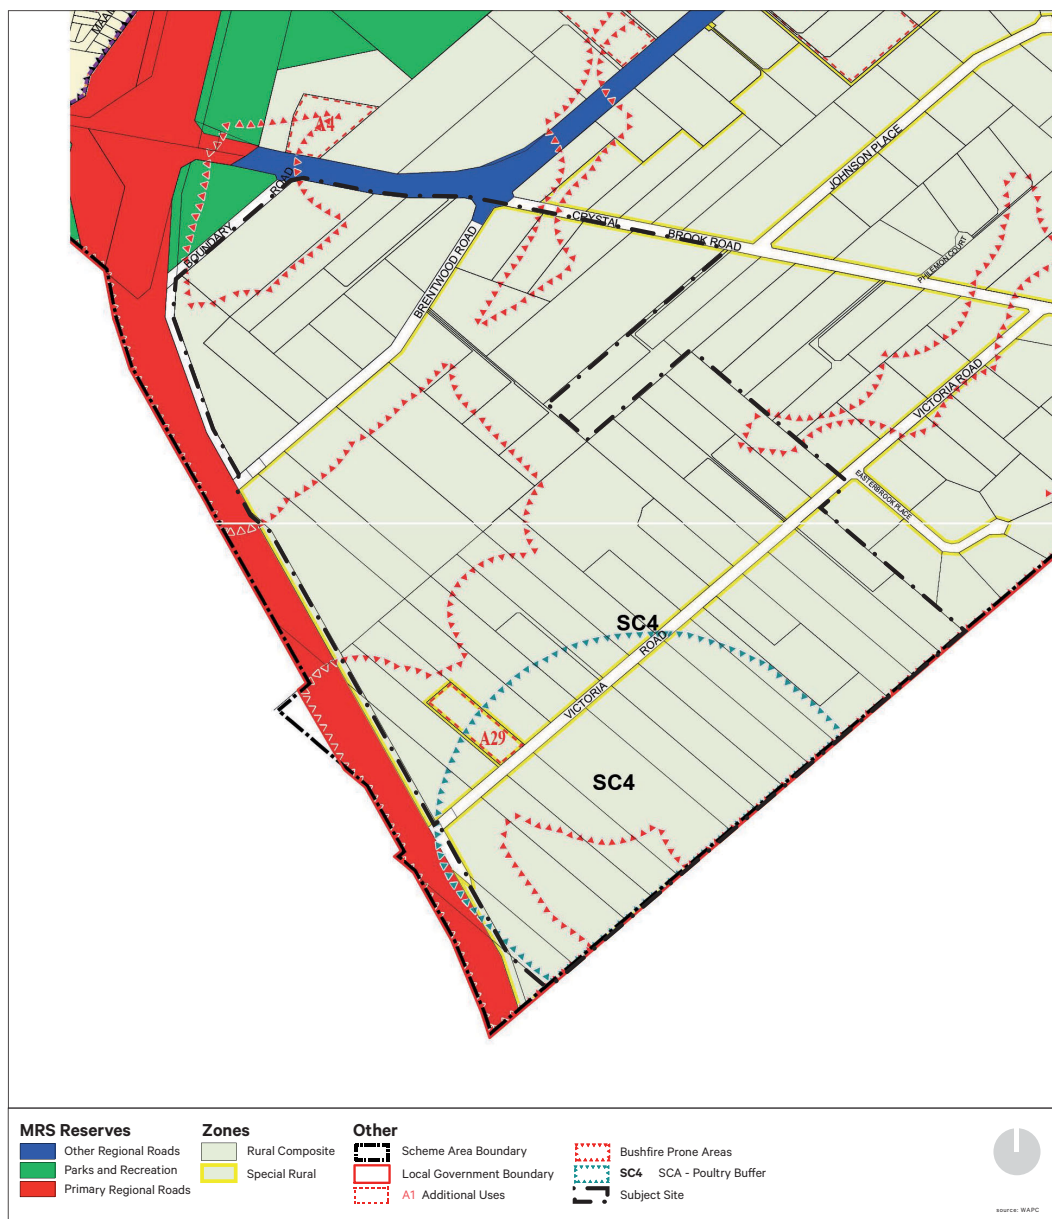 MAAM
A4
JOHNSON PLACE
BOUNDARY ROAD
CRYSTAL BROOK ROAD
PHILEMON COURT
BRENTWOOD ROAD
VICTORIA ROAD
EASTERBROOK PLACE
SC4
VICTORIA ROAD
A29
SC4
MRS Reserves
Other Regional Roads
Parks and Recreation
Primary Regional Roads
Zones
Rural Composite
Special Rural
Other
Scheme Area Boundary
Local Government Boundary
A1 Additional Uses
Bushfire Prone Areas
SC4 SCA - Poultry Buffer
Subject Site
source: WAPC